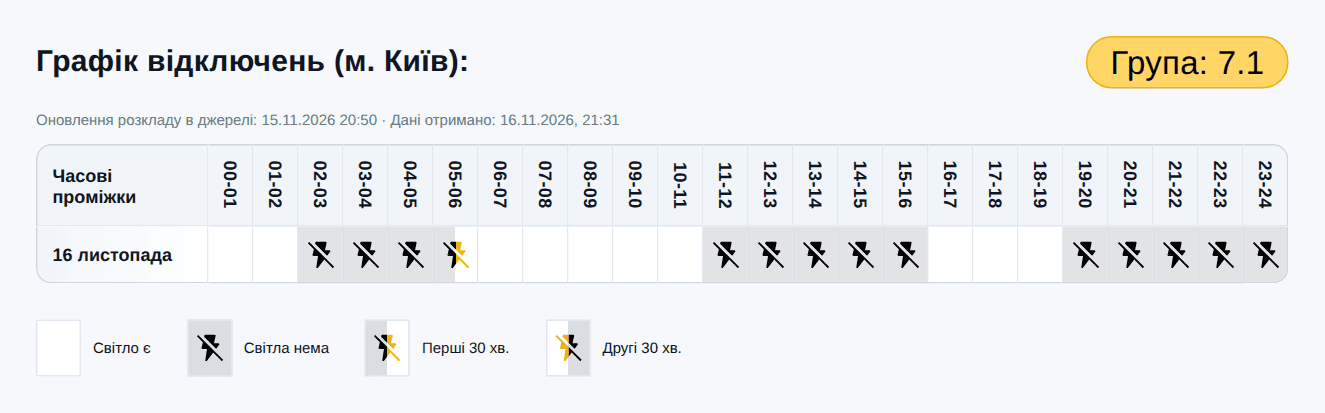 Графік відключень (м. Київ):
Група: 7.1
Оновлення розкладу в джерелі: 15.11.2026 20:50 · Дані отримано: 16.11.2026, 21:31
Часові
проміжки
00-01
01-02
02-03
03-04
04-05
05-06
06-07
07-08
08-09
09-10
10-11
11-12
12-13
13-14
14-15
15-16
16-17
17-18
18-19
19-20
20-21
21-22
22-23
23-24
16 листопада
Світло є
Світла нема
Перші 30 хв.
Другі 30 хв.